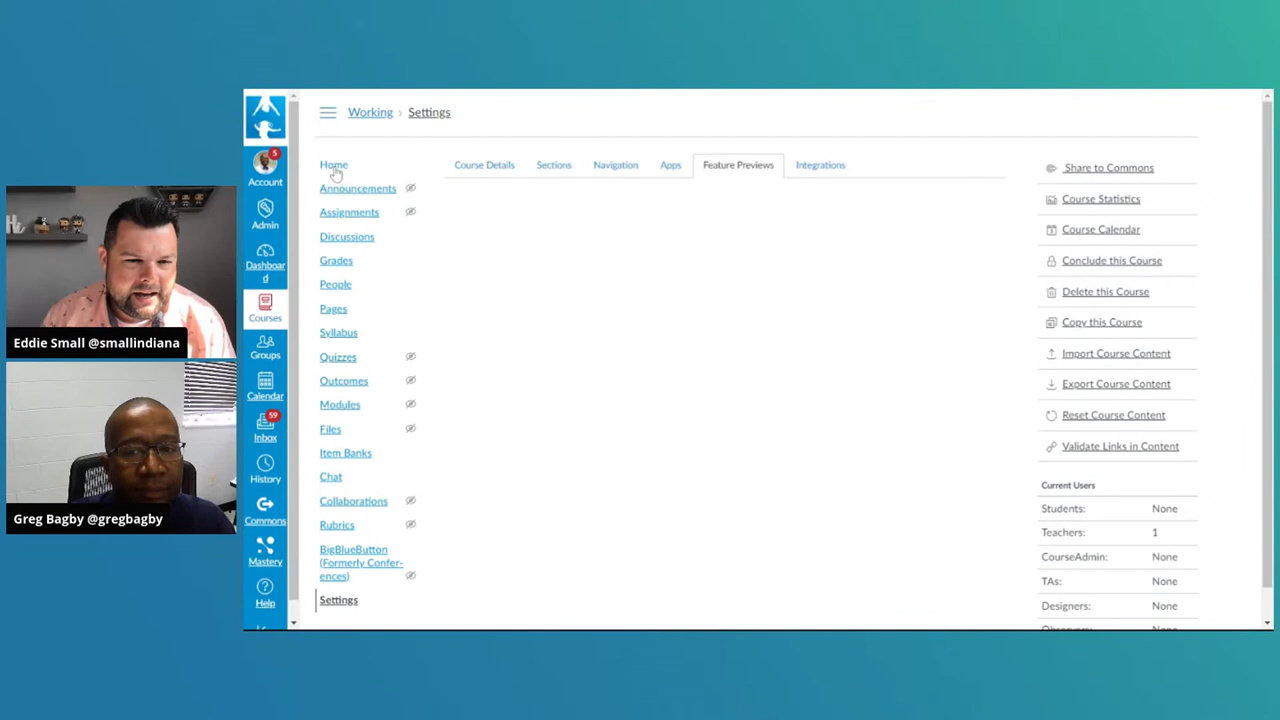 Eddie Small @smallindiana
Greg Bagby @gregbagby
5
Account
Admin
Dashboar
d
Courses
Groups
Calendar
59
Inbox
History
Commons
Mastery
Help
Working › Settings
Home
Announcements
Assignments
Discussions
Grades
People
Pages
Syllabus
Quizzes
Outcomes
Modules
Files
Item Banks
Chat
Collaborations
Rubrics
BigBlueButton
(Formerly Confer-
ences)
Settings
Course Details Sections Navigation Apps Feature Previews Integrations
Share to Commons
Course Statistics
Course Calendar
Conclude this Course
Delete this Course
Copy this Course
Import Course Content
Export Course Content
Reset Course Content
Validate Links in Content
Current Users
Students: None
Teachers: 1
CourseAdmin: None
TAs: None
Designers: None